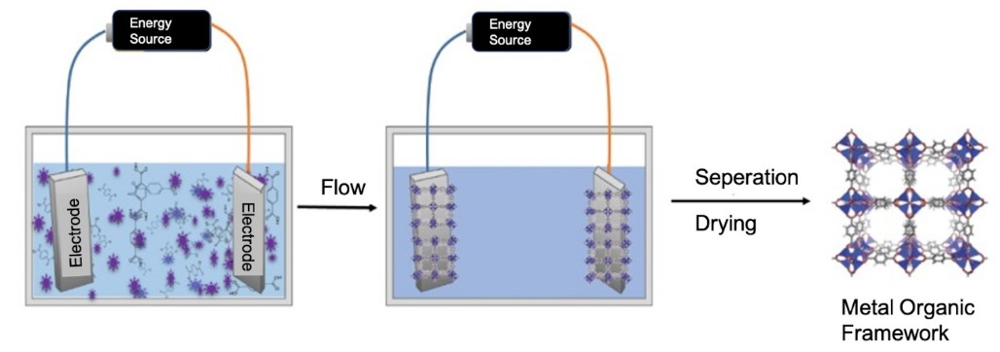 Energy
Source
Energy
Source
Electrode
Electrode
Flow
Seperation
Drying
Metal Organic
Framework